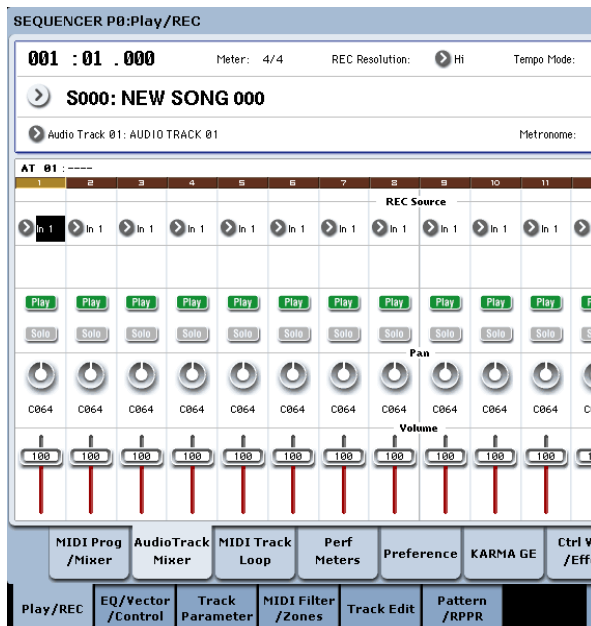 SEQUENCER P0:Play/REC
001 :01 .000 Meter: 4/4 REC Resolution: Hi Tempo Mode:
S000: NEW SONG 000
Audio Track 01: AUDIO TRACK 01 Metronome:
AT 01 :----
1 2 3 4 5 6 7 8 9 10 11
REC Source
In 1 In 1 In 1 In 1 In 1 In 1 In 1 In 1 In 1 In 1 In 1
Play Play Play Play Play Play Play Play Play Play Play
Solo Solo Solo Solo Solo Solo Solo Solo Solo Solo Solo
Pan
C064 C064 C064 C064 C064 C064 C064 C064 C064 C064 C064
Volume
100 100 100 100 100 100 100 100 100 100 100
MIDI Prog AudioTrack MIDI Track Perf Preference KARMA GE Ctrl
/Mixer Mixer Loop Meters /Eff
Play/REC EQ/Vector Track MIDI Filter Track Edit Pattern
/Control Parameter /Zones /RPPR